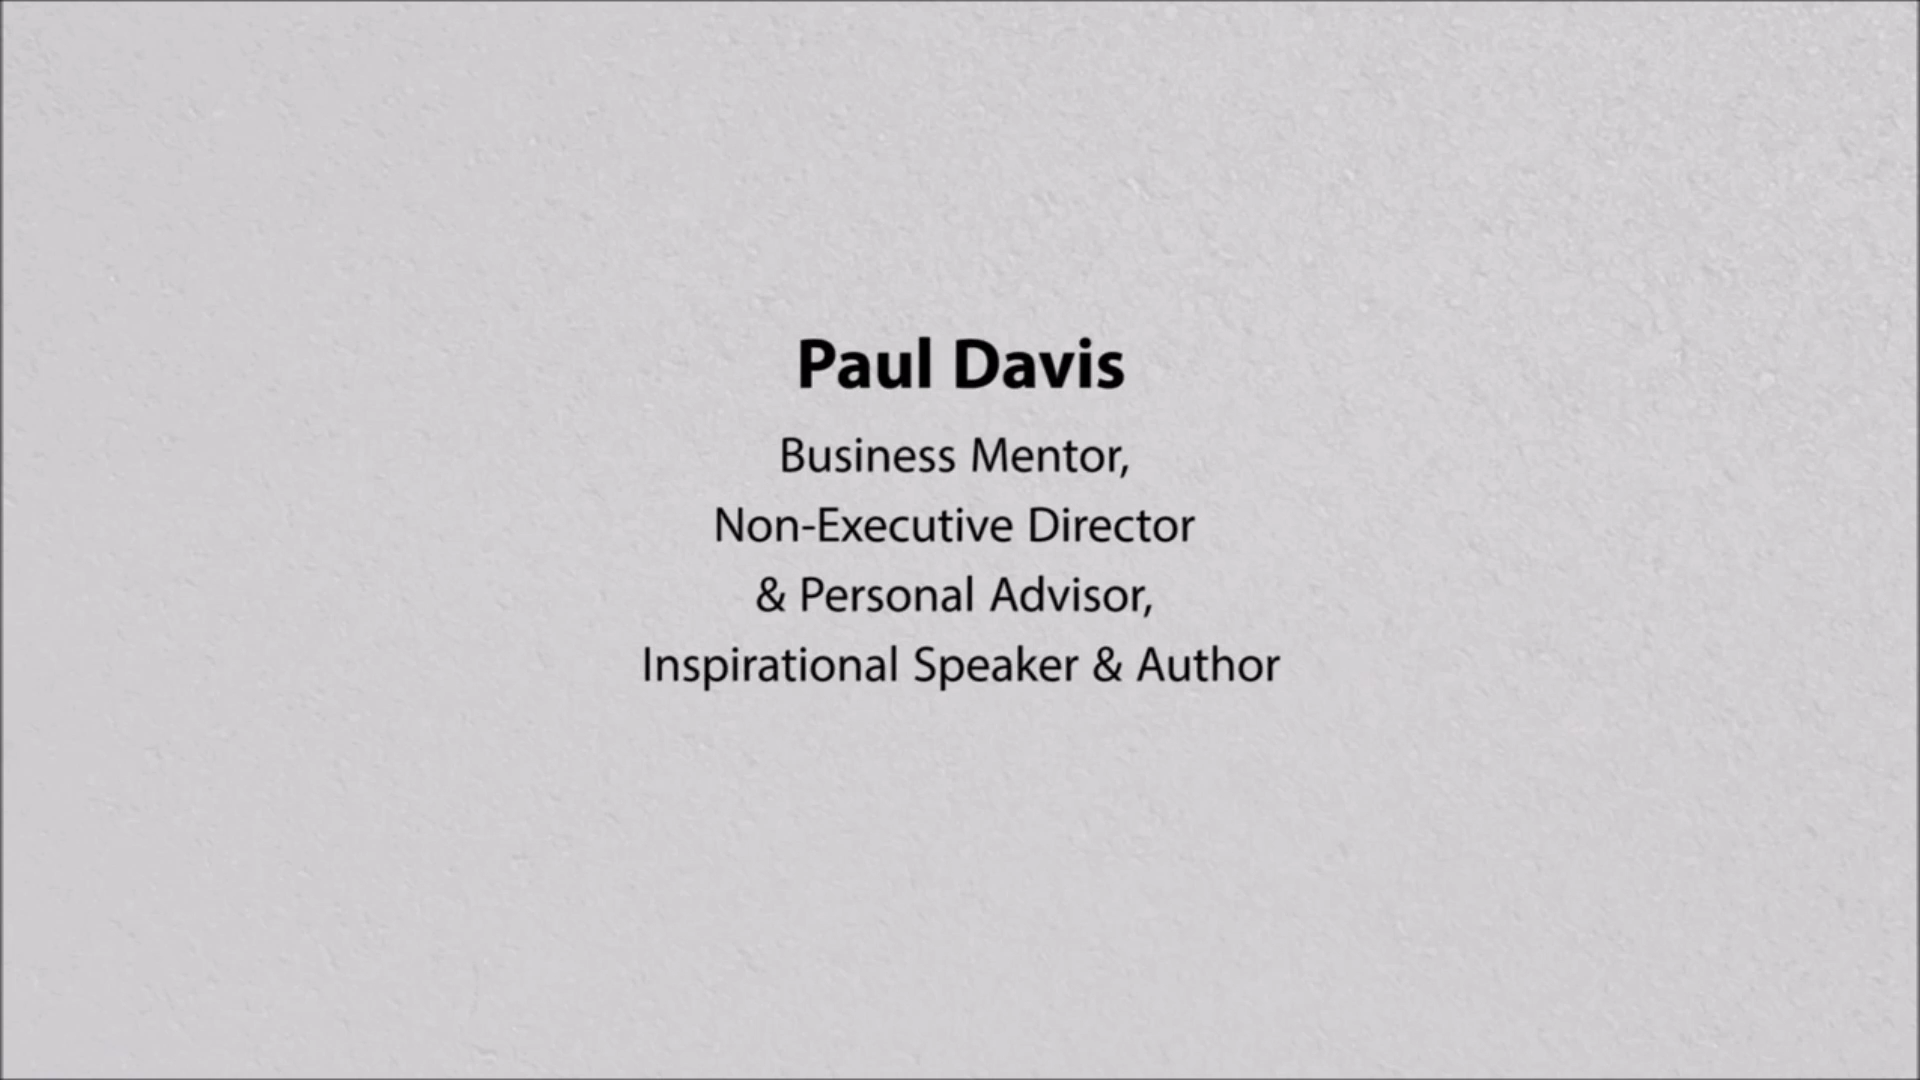 Paul Davis
Business Mentor,
Non-Executive Director
& Personal Advisor,
Inspirational Speaker & Author